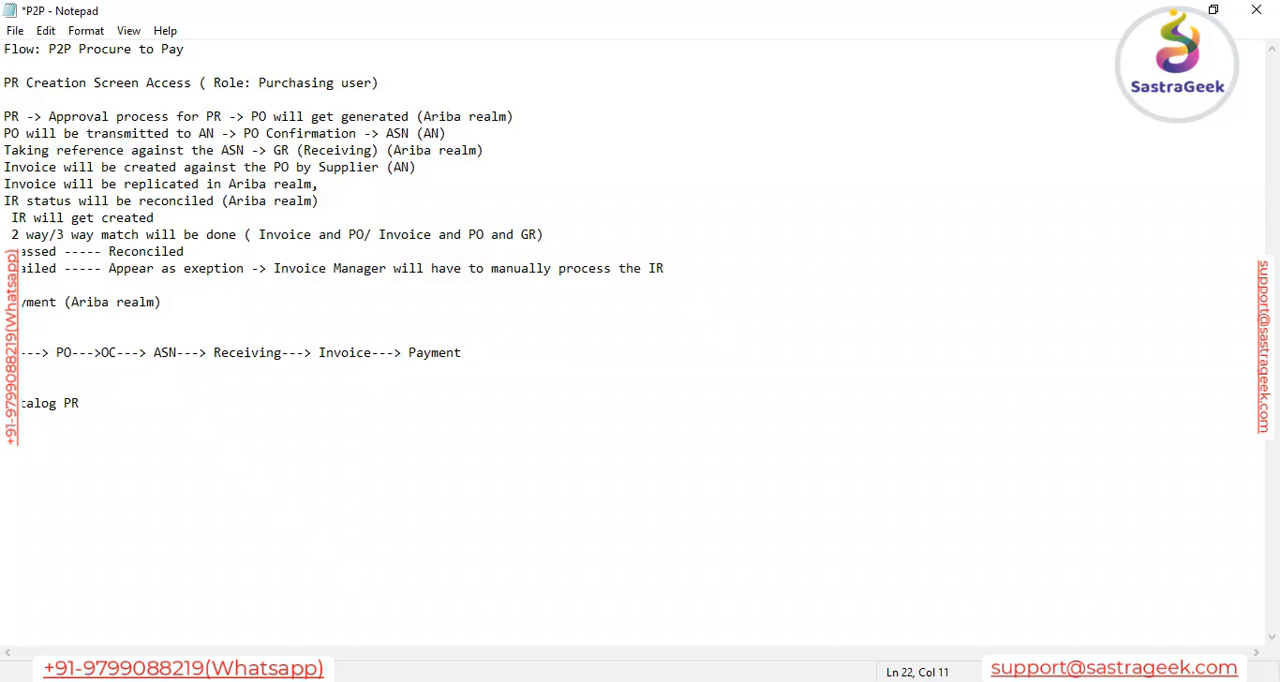 *P2P - Notepad
File Edit Format View Help
SastraGeek
Flow: P2P Procure to Pay
PR Creation Screen Access ( Role: Purchasing user)
PR -> Approval process for PR -> PO will get generated (Ariba realm)
PO will be transmitted to AN -> PO Confirmation -> ASN (AN)
Taking reference against the ASN -> GR (Receiving) (Ariba realm)
Invoice will be created against the PO by Supplier (AN)
Invoice will be replicated in Ariba realm,
IR status will be reconciled (Ariba realm)
IR will get created
2 way/3 way match will be done ( Invoice and PO/ Invoice and PO and GR)
assed ----- Reconciled
ailed ----- Appear as exeption -> Invoice Manager will have to manually process the IR
yment (Ariba realm)
---> PO--->OC---> ASN---> Receiving---> Invoice---> Payment
talog PR
+91-9799088219(Whatsapp)
support@sastrageek.com
+91-9799088219(Whatsapp)
Ln 22, Col 11
support@sastrageek.com